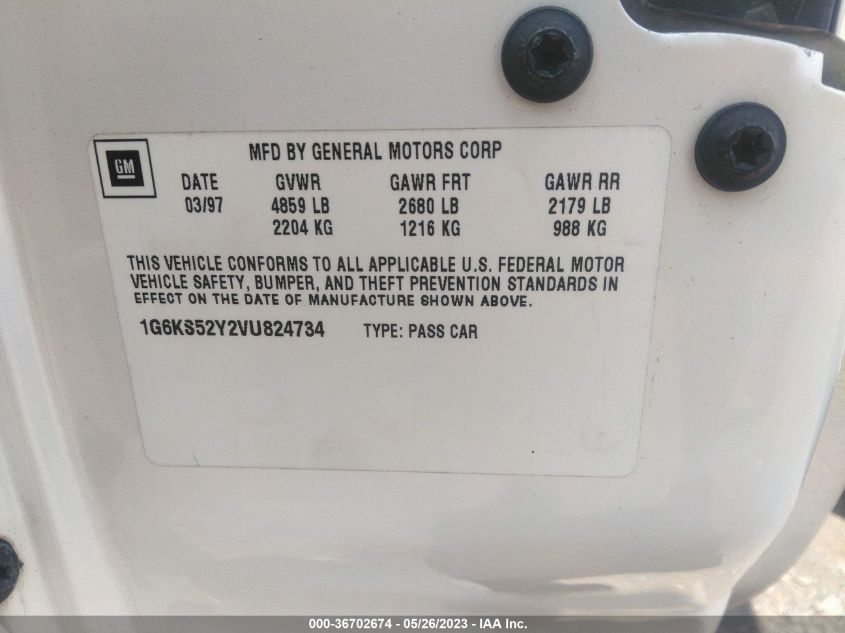 MFD BY GENERAL MOTORS CORP
GM
DATE GVWR GAWR FRT GAWR RR
03/97 4859 LB 2680 LB 2179 LB
2204 KG 1216 KG 988 KG
THIS VEHICLE CONFORMS TO ALL APPLICABLE U.S. FEDERAL MOTOR
VEHICLE SAFETY, BUMPER, AND THEFT PREVENTION STANDARDS IN
EFFECT ON THE DATE OF MANUFACTURE SHOWN ABOVE.
1G6KS52Y2VU824734 TYPE: PASS CAR
000-36702674 - 05/26/2023 - IAA Inc.